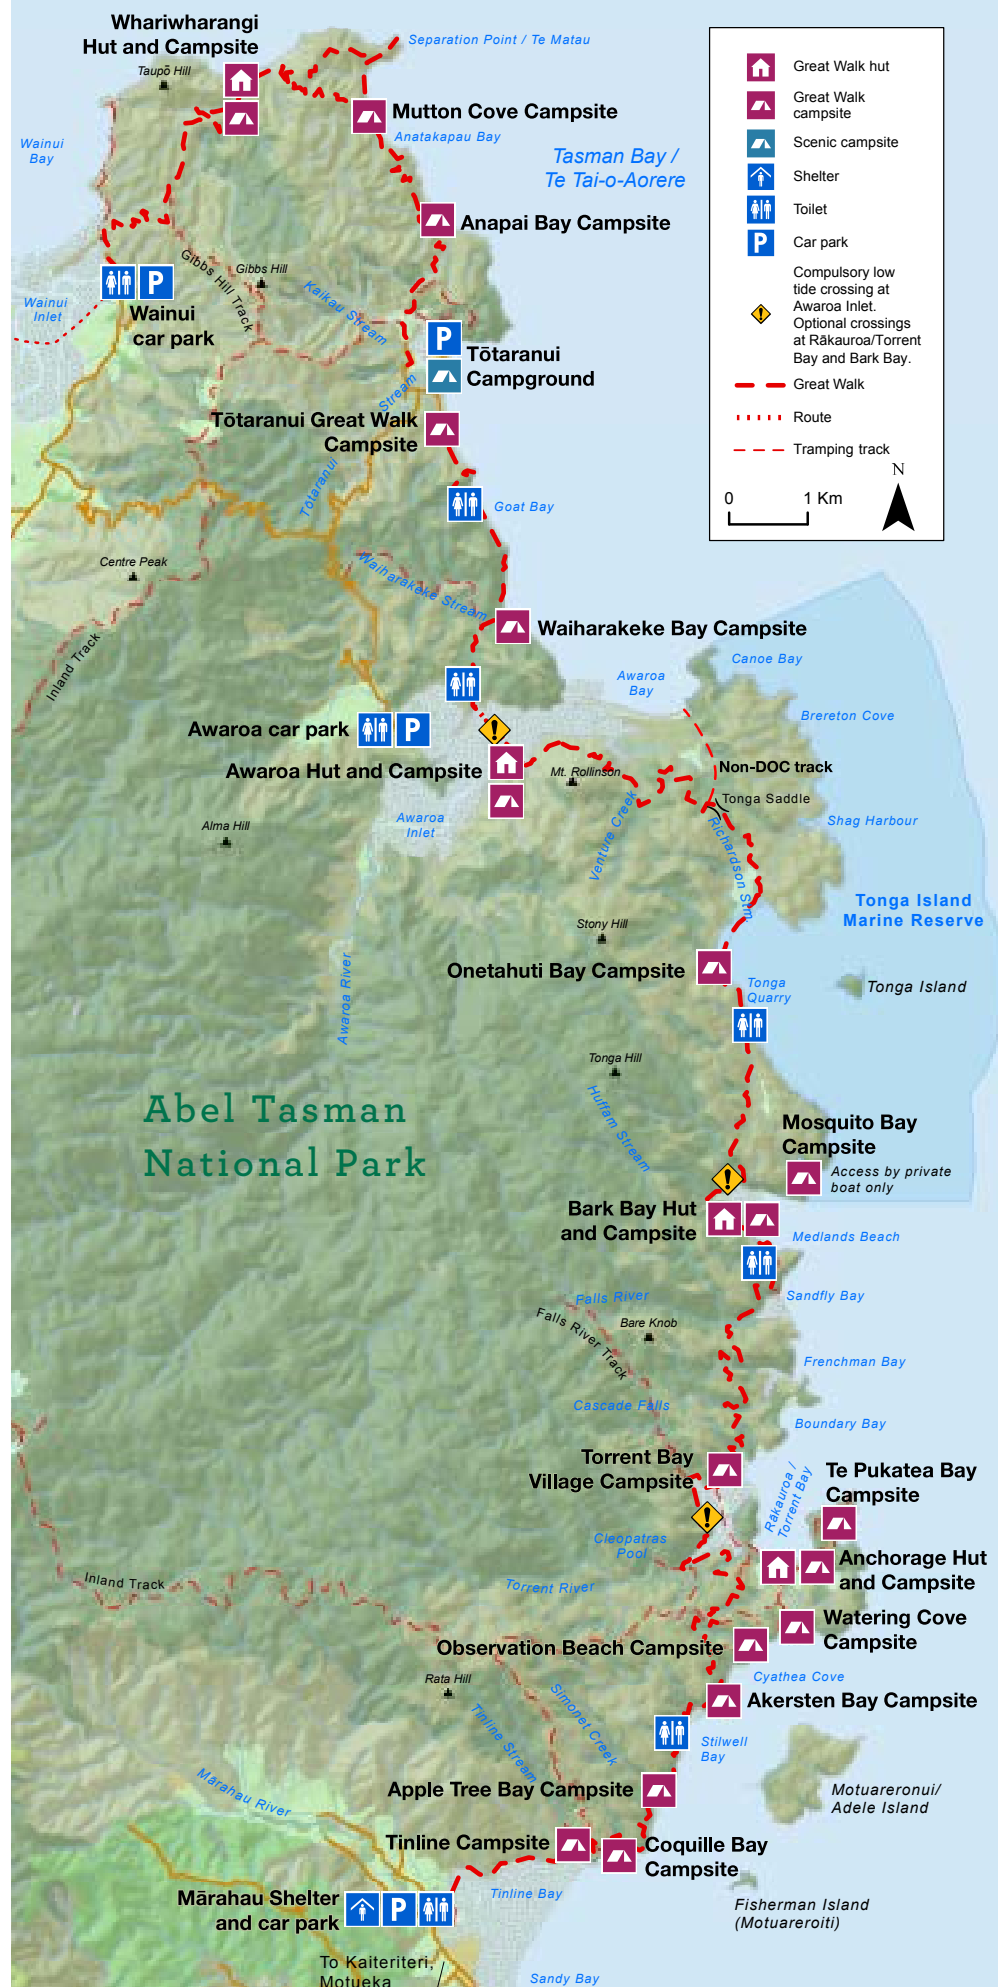 Whariwharangi
Hut and Campsite
Separation Point / Te Matau
Taupō Hill
Mutton Cove Campsite
Anatakapau Bay
Wainui
Bay
Tasman Bay /
Te Tai-o-Aorere
Anapai Bay Campsite
Gibbs Hill Track
Gibbs Hill
Kaikau Stream
Wainui
Inlet
Wainui
car park
Tōtaranui
Campground
Tōtaranui Great Walk
Campsite
Tōtaranui
Stream
Goat Bay
Centre Peak
Waiharakeke Stream
Inland Track
Waiharakeke Bay Campsite
Canoe Bay
Awaroa
Bay
Brereton Cove
Awaroa car park
Awaroa Hut and Campsite
Mt. Rollinson
Non-DOC track
Tonga Saddle
Awaroa
Inlet
Alma Hill
Venture Creek
Richardson Stm.
Shag Harbour
Tonga Island
Marine Reserve
Stony Hill
Awaroa River
Onetahuti Bay Campsite
Tonga
Quarry
Tonga Island
Tonga Hill
Huffam Stream
Abel Tasman
National Park
Mosquito Bay
Campsite
Access by private
boat only
Bark Bay Hut
and Campsite
Medlands Beach
Sandfly Bay
Falls River
Falls River Track
Bare Knob
Frenchman Bay
Cascade Falls
Boundary Bay
Torrent Bay
Village Campsite
Rākauroa /
Torrent Bay
Te Pukatea Bay
Campsite
Cleopatras
Pool
Anchorage Hut
and Campsite
Inland Track
Torrent River
Watering Cove
Campsite
Observation Beach Campsite
Cyathea Cove
Rata Hill
Akersten Bay Campsite
Tinline Stream
Simonet Creek
Stilwell
Bay
Mārahau River
Apple Tree Bay Campsite
Motuareronui/
Adele Island
Tinline Campsite
Coquille Bay
Campsite
Mārahau Shelter
and car park
P
Tinline Bay
Fisherman Island
(Motuareroiti)
To Kaiteriteri,
Motueka
Sandy Bay
P
P
P
Great Walk hut
Great Walk
campsite
Scenic campsite
Shelter
Toilet
P
Car park
Compulsory low
tide crossing at
Awaroa Inlet.
Optional crossings
at Rākauroa/Torrent
Bay and Bark Bay.
Great Walk
Route
Tramping track
N
0 1 Km